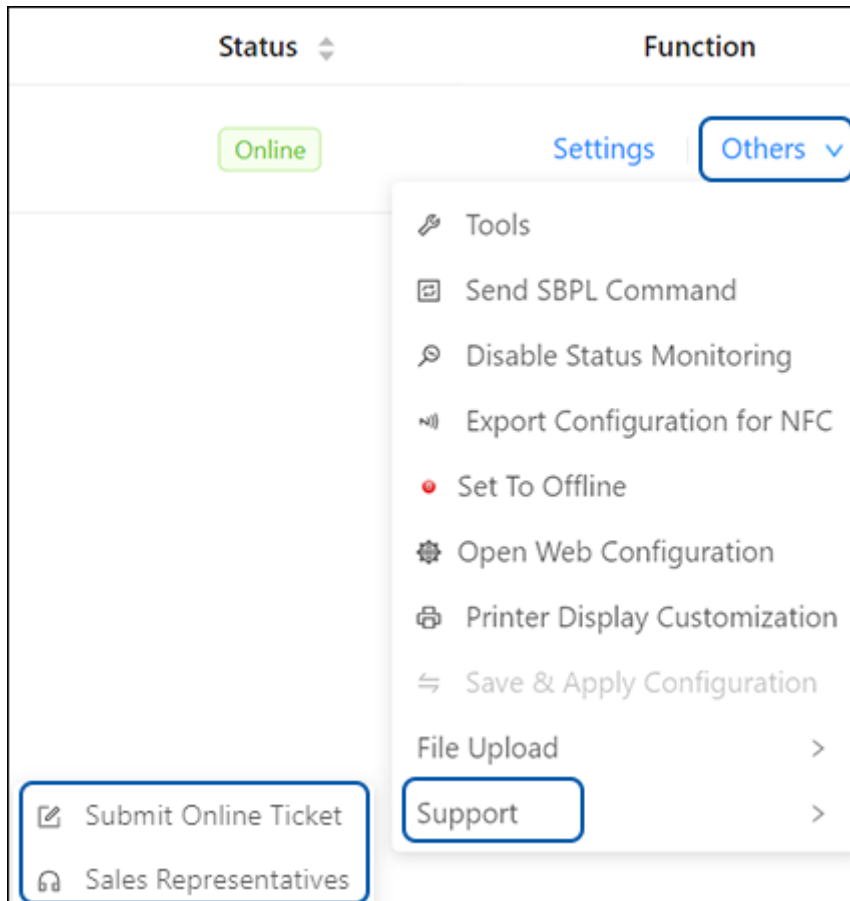 Status Function
Online Settings Others
Tools
Send SBPL Command
Disable Status Monitoring
Export Configuration for NFC
Set To Offline
Open Web Configuration
Printer Display Customization
Save & Apply Configuration
File Upload
Support
Submit Online Ticket
Sales Representatives